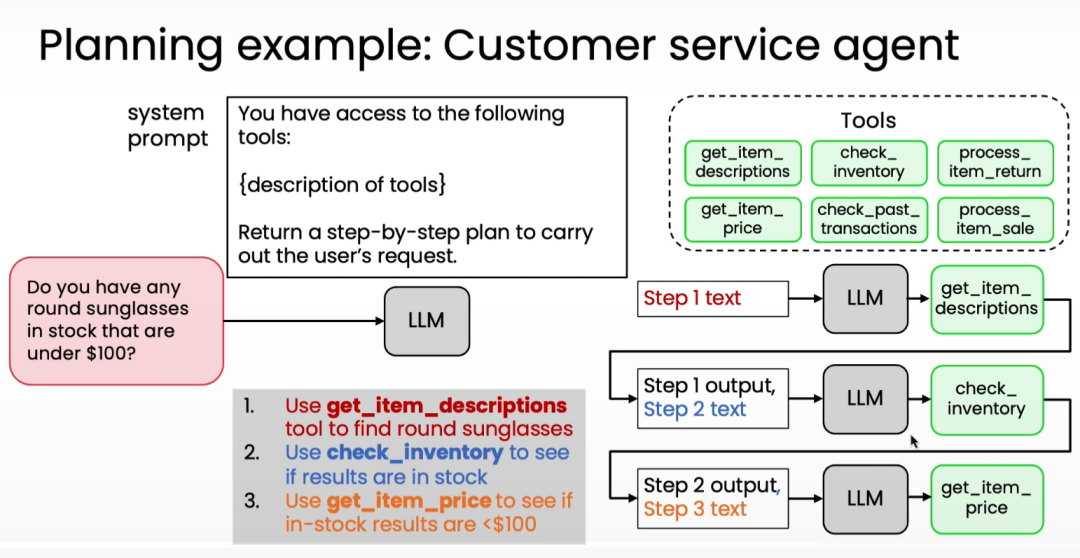 Planning example: Customer service agent
system
prompt
You have access to the following
tools:
{description of tools}
Return a step-by-step plan to carry
out the user's request.
Tools
get_item_
descriptions
check_
inventory
process_
item_return
get_item_
price
check_past_
transactions
process_
item_sale
Do you have any
round sunglasses
in stock that are
under $100?
LLM
1. Use get_item_descriptions
tool to find round sunglasses
2. Use check_inventory to see
if results are in stock
3. Use get_item_price to see if
in-stock results are <$100
Step 1 text
LLM
get_item_
descriptions
Step 1 output,
Step 2 text
LLM
check_
inventory
Step 2 output,
Step 3 text
LLM
get_item_
price